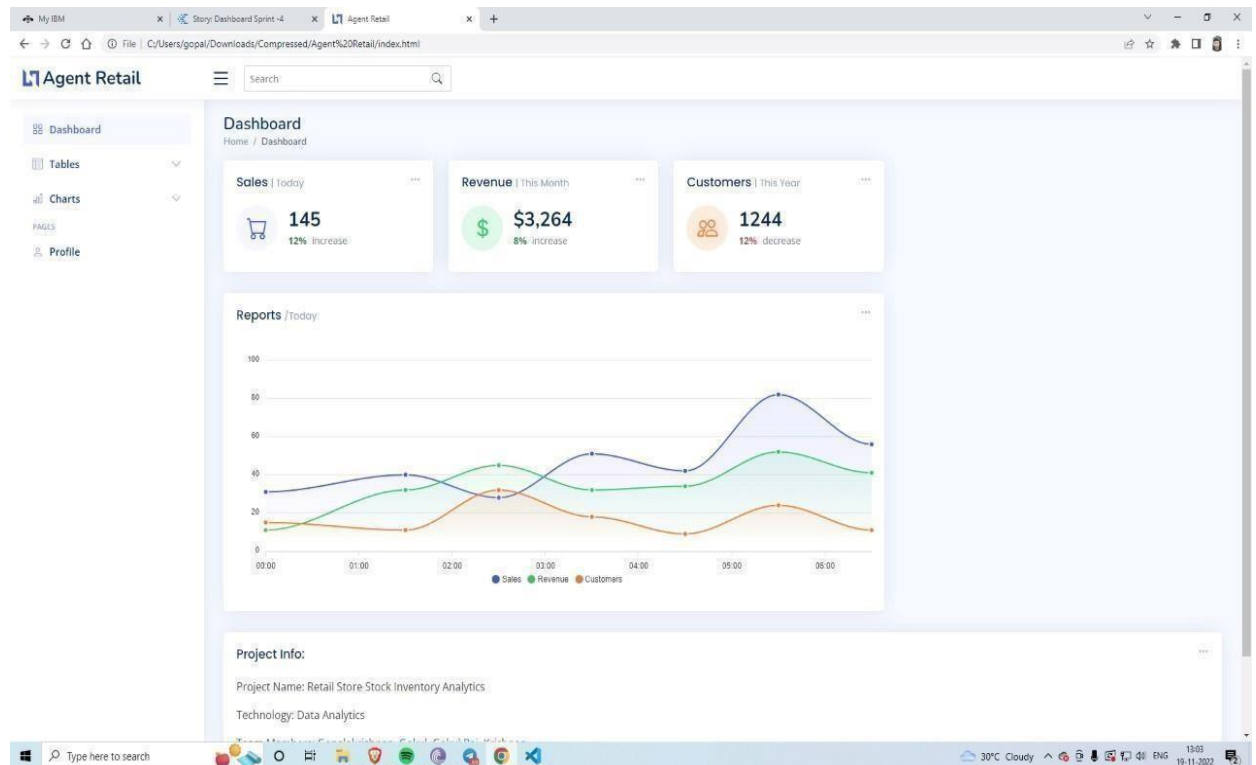 My IBM
Story: Dashboard Sprint -4
Agent Retail
File | C:/Users/gopal/Downloads/Compressed/Agent%20Retail/index.html
Agent Retail
Search
Dashboard
Tables
Charts
PAGES
Profile
Dashboard
Home / Dashboard
Sales | Today
145
12% increase
Revenue | This Month
$3,264
8% increase
Customers | This Year
1244
12% decrease
Reports /Today
100
80
60
40
20
0
00:00 01:00 02:00 03:00 04:00 05:00 06:00
Sales Revenue Customers
Project Info:
Project Name: Retail Store Stock Inventory Analytics
Technology: Data Analytics
Type here to search
30°C Cloudy
ENG
13:03
19-11-2022